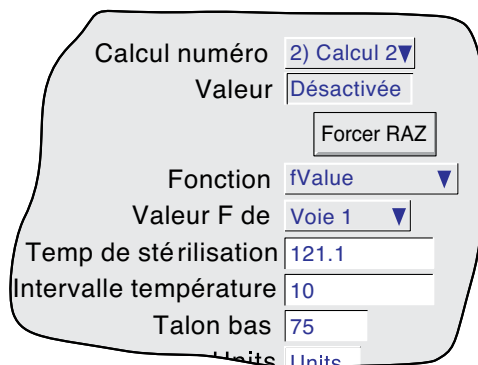 Calcul numéro 2) Calcul 2
Valeur Désactivée
Forcer RAZ
Fonction fValue
Valeur F de Voie 1
Temp de stérilisation 121.1
Intervalle température 10
Talon bas 75
Units Units